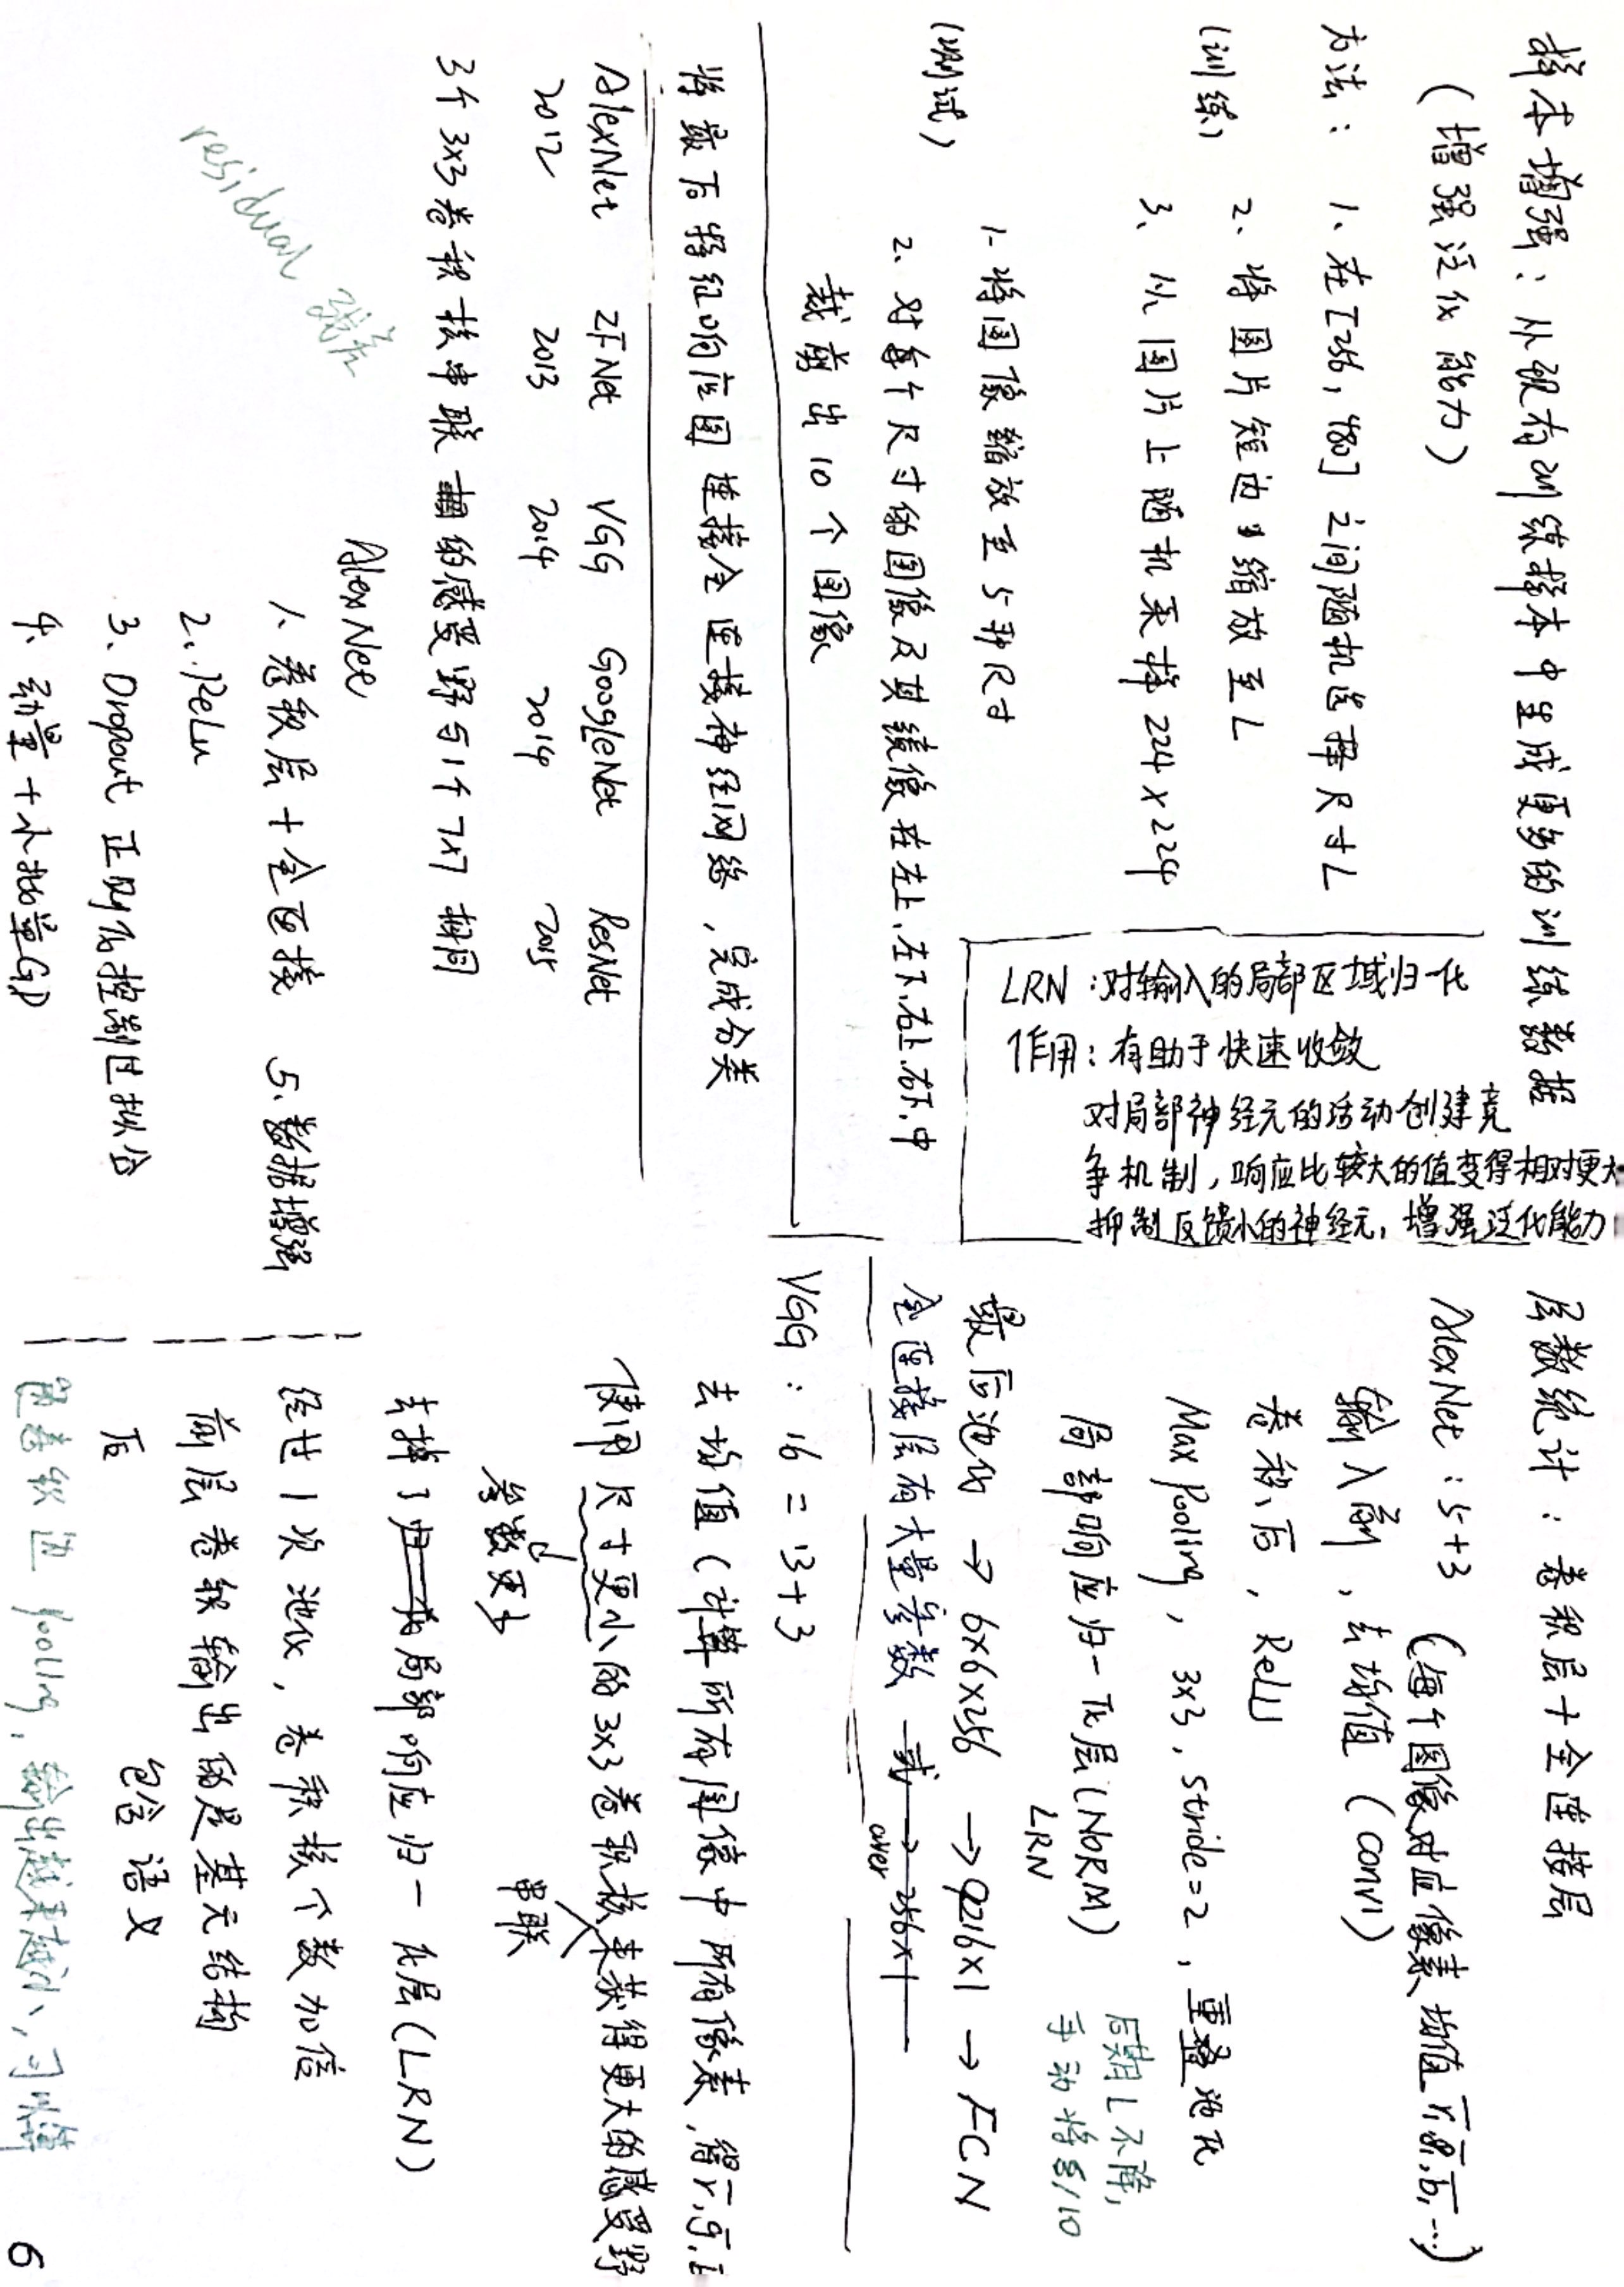 样本增强：从现有训练样本中生成更多的训练数据
（增强泛化能力）
方法：
1、在[256，480]之间随机选择尺寸L
2、将图片短边缩放至L
(训练)
3、从图片上随机采样224×224
1、将图像缩放至5种尺寸
(测试)
2、对每个尺寸的图像及其镜像在左上、左下、右上、右下、中
裁剪出10个图像
LRN：对输入的局部区域归一化
作用：有助于快速收敛
对局部神经元的活动创建竞
争机制，响应比较大的值变得相对更大
抑制反馈小的神经元，增强泛化能力
将最后特征响应图连接全连接神经网络，完成分类
AlexNet ZFNet VGG GoogLeNet ResNet
2012 2013 2014 2014 2015
3个3x3卷积核串联的感受野与1个7x7相同
residual 残差
AlexNet
1、卷积层+全连接 5、数据增强
2、ReLu
3、Dropout 正则化控制过拟合
4、动量+小批量GD
层数统计：卷积层+全连接层
AlexNet：5+3
（每个图像对应像素均值 r̄,ḡ,b̄,…）
输入前，去均值（conv1）
卷积后，ReLU
Max Pooling，3x3，stride=2，重叠池化
局部响应归一化层(NORM)
LRN
后期L不降，
手动将ε/10
最后池化 → 6×6×256 → 9216×1 → FCN
全连接层有大量参数 或 → 256×1
aver
VGG：16 = 13+3
去均值（计算所有图像中所有像素，得r̄,ḡ,b̄
使用尺寸更小的3x3卷积核来获得更大的感受野
参数更少
串联
去掉了局部响应归一化层(LRN)
经过1次池化，卷积核个数加倍
前层卷积输出的是基元结构
后 包含语义
边卷积边pooling，输出越来越小，可以算
6